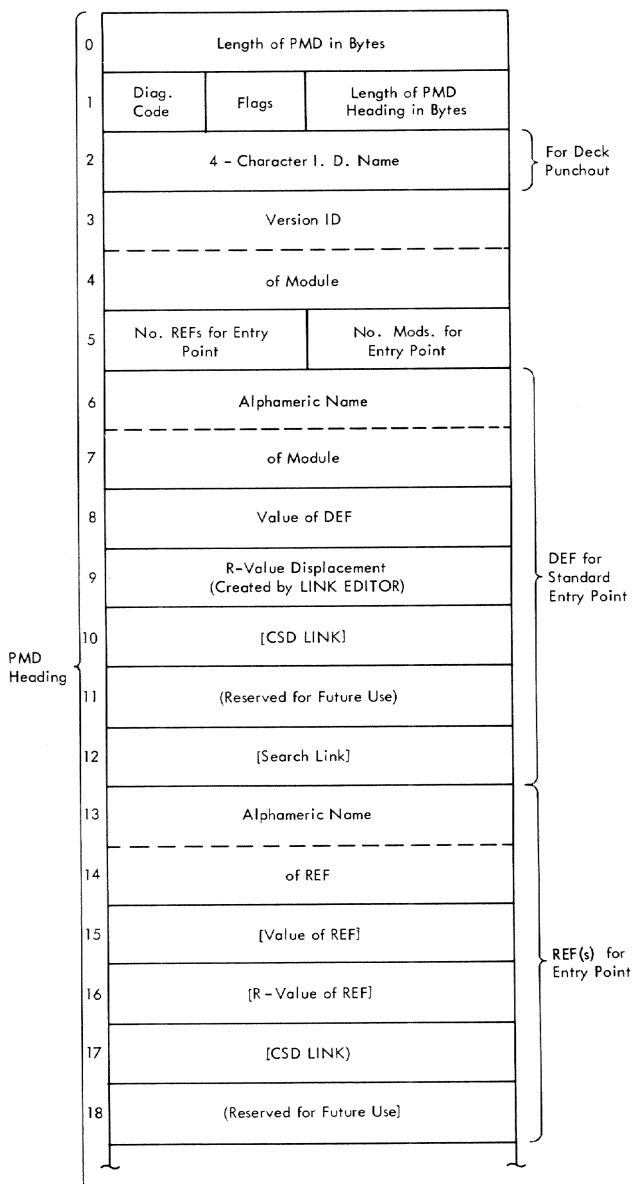 0
Length of PMD in Bytes
1
Diag.
Code
Flags
Length of PMD
Heading in Bytes
2
4 - Character I. D. Name
For Deck
Punchout
3
Version ID
4
of Module
5
No. REFs for Entry
Point
No. Mods. for
Entry Point
6
Alphameric Name
7
of Module
8
Value of DEF
9
R-Value Displacement
(Created by LINK EDITOR)
DEF for
Standard
Entry Point
10
[CSD LINK]
PMD
Heading
11
(Reserved for Future Use)
12
[Search Link]
13
Alphameric Name
14
of REF
15
[Value of REF]
REF(s) for
Entry Point
16
[R-Value of REF]
17
[CSD LINK)
18
(Reserved for Future Use]